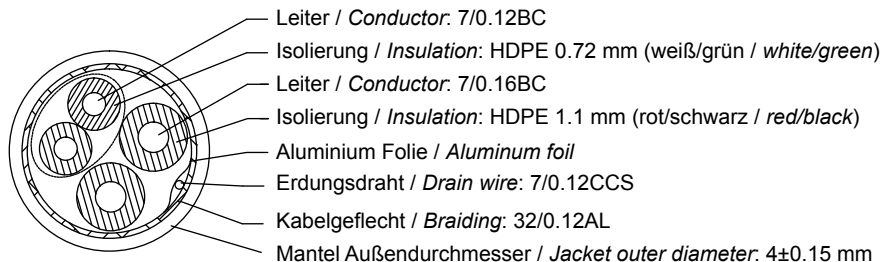 Leiter / Conductor: 7/0.12BC
Isolierung / Insulation: HDPE 0.72 mm (weiß/grün / white/green)
Leiter / Conductor: 7/0.16BC
Isolierung / Insulation: HDPE 1.1 mm (rot/schwarz / red/black)
Aluminium Folie / Aluminum foil
Erdungsdraht / Drain wire: 7/0.12CCS
Kabelgeflecht / Braiding: 32/0.12AL
Mantel Außendurchmesser / Jacket outer diameter: 4±0.15 mm